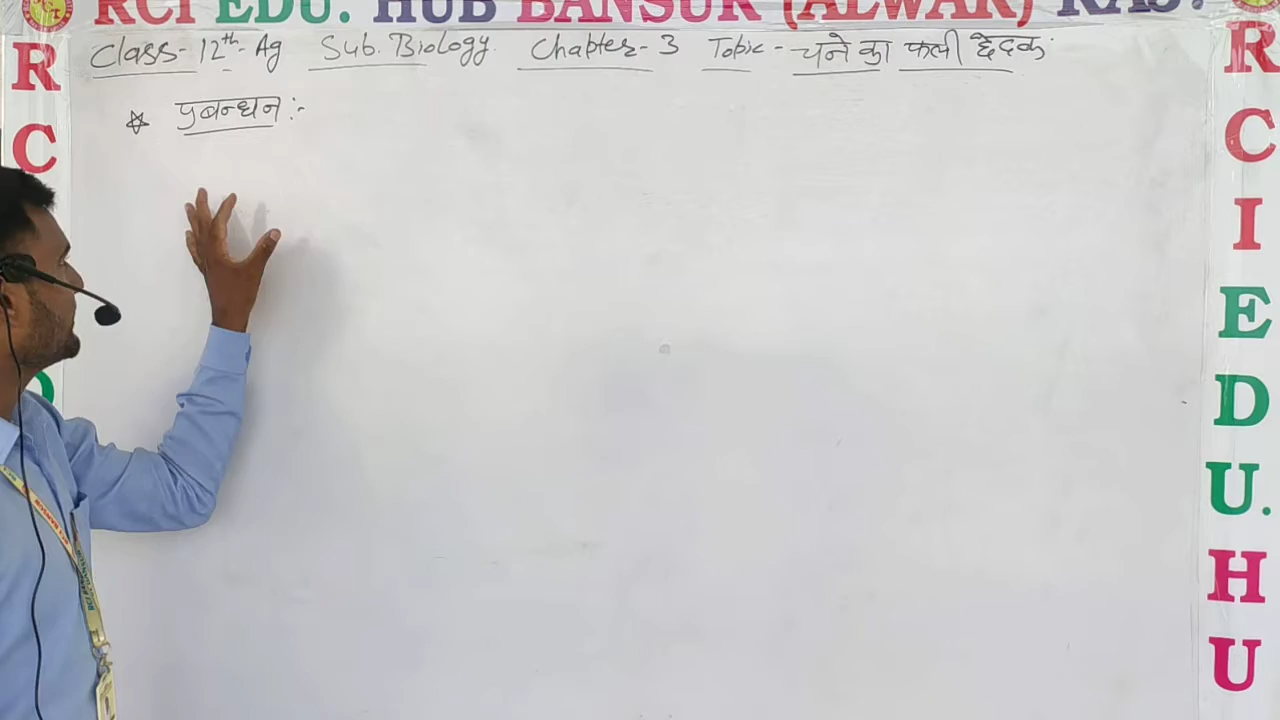 RCI EDU. HUB BANSUR (ALWAR) RAJ.
Class- 12th- Ag Sub. Biology. Chapter- 3 Topic - चने का फली छेदक
☆ प्रबन्धन :-
R
C
R
C
I
E
D
U.
H
U